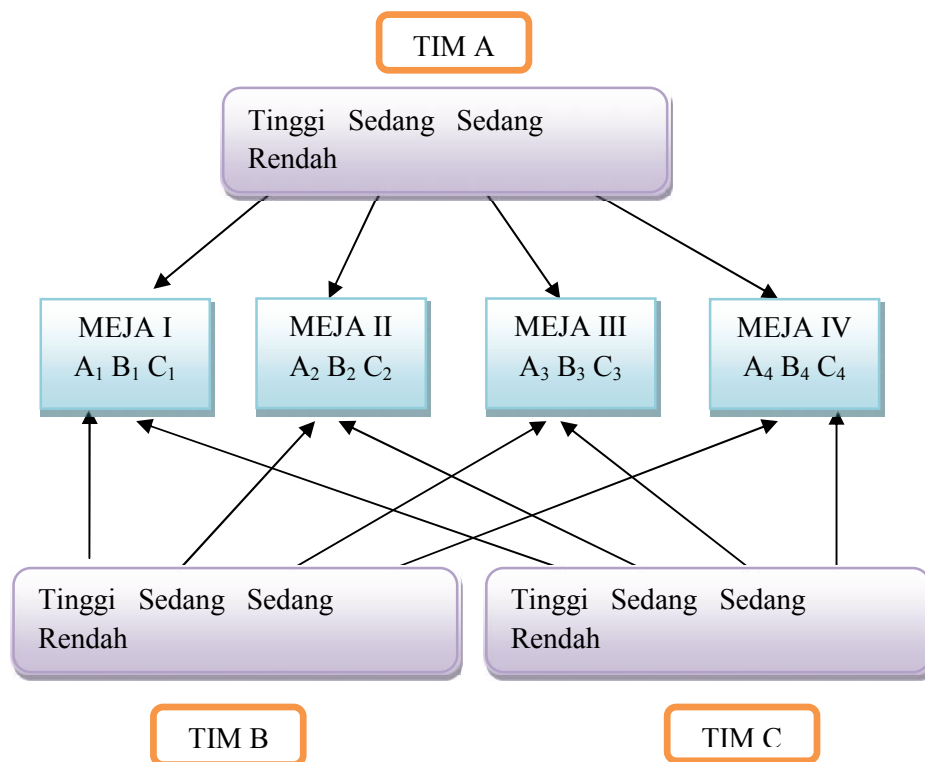 TIM A
Tinggi Sedang Sedang
Rendah
MEJA I
A₁ B₁ C₁
MEJA II
A₂ B₂ C₂
MEJA III
A₃ B₃ C₃
MEJA IV
A₄ B₄ C₄
Tinggi Sedang Sedang
Rendah
Tinggi Sedang Sedang
Rendah
TIM B
TIM C